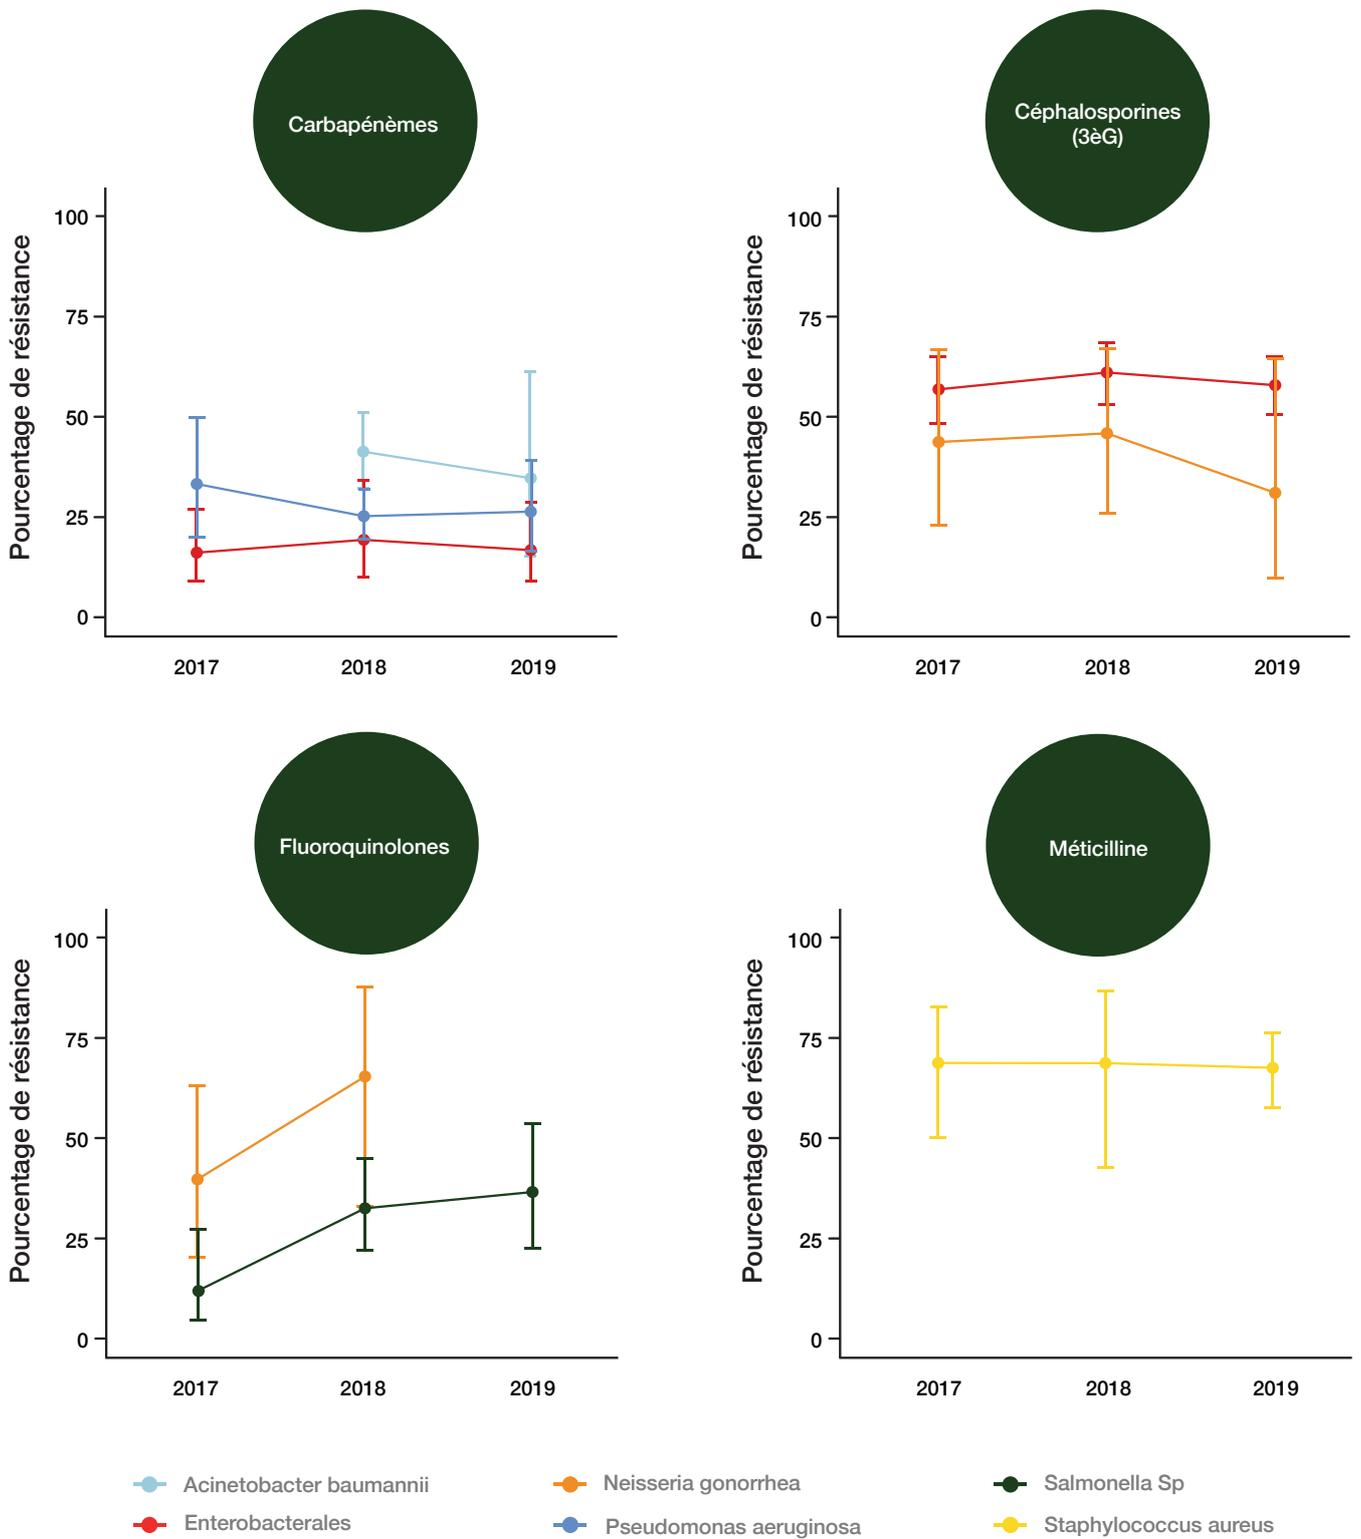 Carbapénèmes
Pourcentage de résistance
100
75
50
25
0
2017 2018 2019
Céphalosporines
(3èG)
Pourcentage de résistance
100
75
50
25
0
2017 2018 2019
Fluoroquinolones
Pourcentage de résistance
100
75
50
25
0
2017 2018 2019
Méticilline
Pourcentage de résistance
100
75
50
25
0
2017 2018 2019
Acinetobacter baumannii
Neisseria gonorrhea
Salmonella Sp
Enterobacterales
Pseudomonas aeruginosa
Staphylococcus aureus